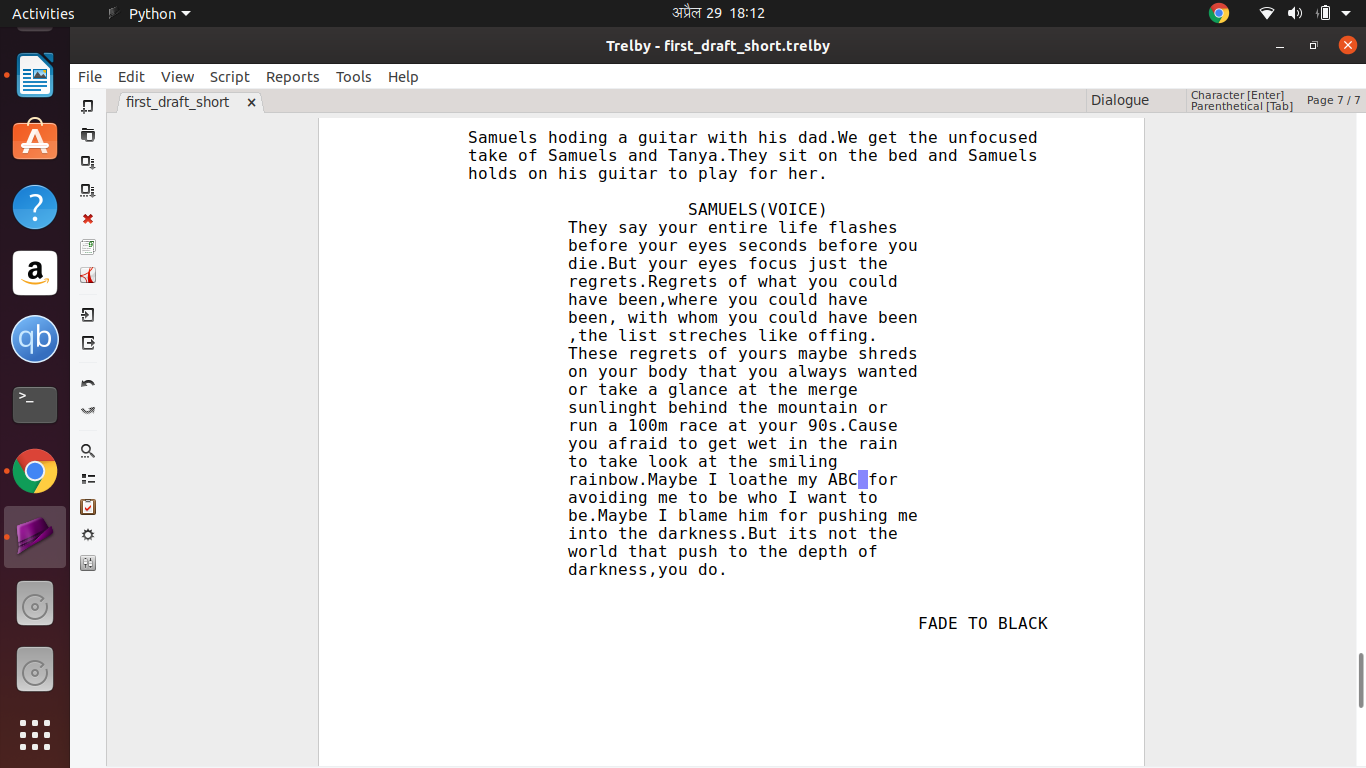 Activities
Python
अप्रैल 29 18:12
Trelby - first_draft_short.trelby
File Edit View Script Reports Tools Help
first_draft_short ×
Dialogue
Character [Enter]
Parenthetical [Tab]
Page 7 / 7
Samuels hoding a guitar with his dad.We get the unfocused
take of Samuels and Tanya.They sit on the bed and Samuels
holds on his guitar to play for her.
SAMUELS(VOICE)
They say your entire life flashes
before your eyes seconds before you
die.But your eyes focus just the
regrets.Regrets of what you could
have been,where you could have
been, with whom you could have been
,the list streches like offing.
These regrets of yours maybe shreds
on your body that you always wanted
or take a glance at the merge
sunlinght behind the mountain or
run a 100m race at your 90s.Cause
you afraid to get wet in the rain
to take look at the smiling
rainbow.Maybe I loathe my ABC for
avoiding me to be who I want to
be.Maybe I blame him for pushing me
into the darkness.But its not the
world that push to the depth of
darkness,you do.
FADE TO BLACK
?
a
qb
>_